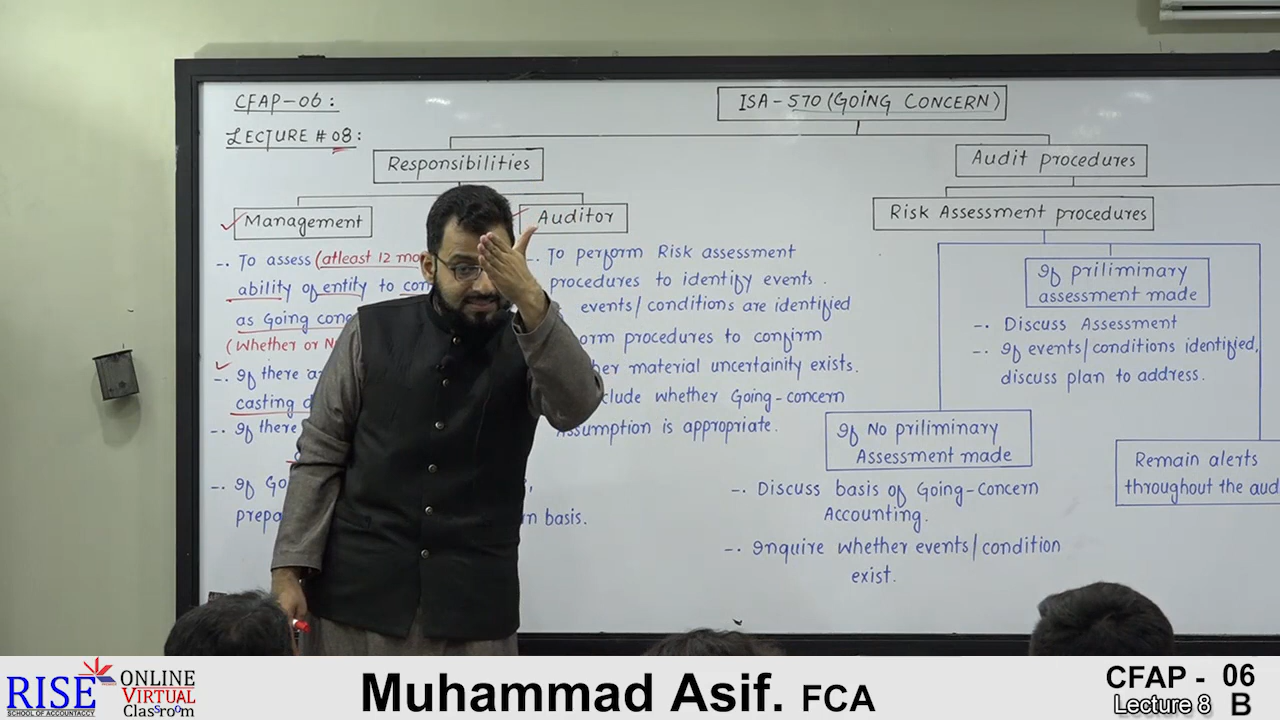 CFAP-06:
LECTURE # 08:
ISA-570 (GOING CONCERN)
Responsibilities
Management
-. To assess (atleast 12 mo
ability of entity to con
as Going conc
(Whether or N
-. If there a
casting d
-. If there
-. If Go
prepa
Auditor
-. To perform Risk assessment
procedures to identify events.
events/conditions are identified
orm procedures to confirm
her material uncertainity exists.
clude whether Going-concern
Assumption is appropriate.
n basis.
Audit procedures
Risk Assessment procedures
If priliminary
assessment made
-. Discuss Assessment
-. If events/conditions identified,
discuss plan to address.
If No priliminary
Assessment made
-. Discuss basis of Going-Concern
Accounting.
-. Inquire whether events/condition
exist.
Remain alerts
throughout the aud
RISE
SCHOOL OF ACCOUNTANCY
ONLINE
VIRTUAL
Classroom
Muhammad Asif. FCA
CFAP - 06
Lecture 8 B